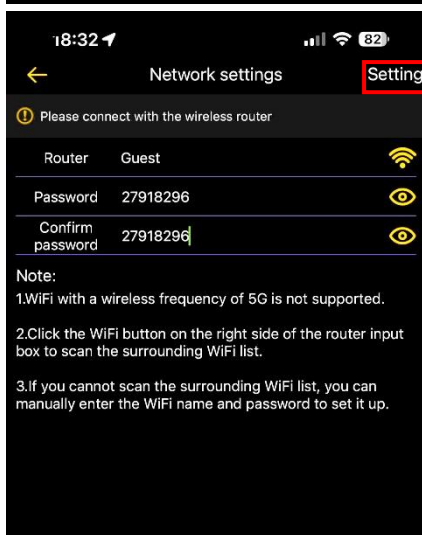 18:32
82
Network settings
Setting
Please connect with the wireless router
Router Guest
Password 27918296
Confirm password 27918296
Note:
1.WiFi with a wireless frequency of 5G is not supported.
2.Click the WiFi button on the right side of the router input
box to scan the surrounding WiFi list.
3.If you cannot scan the surrounding WiFi list, you can
manually enter the WiFi name and password to set it up.